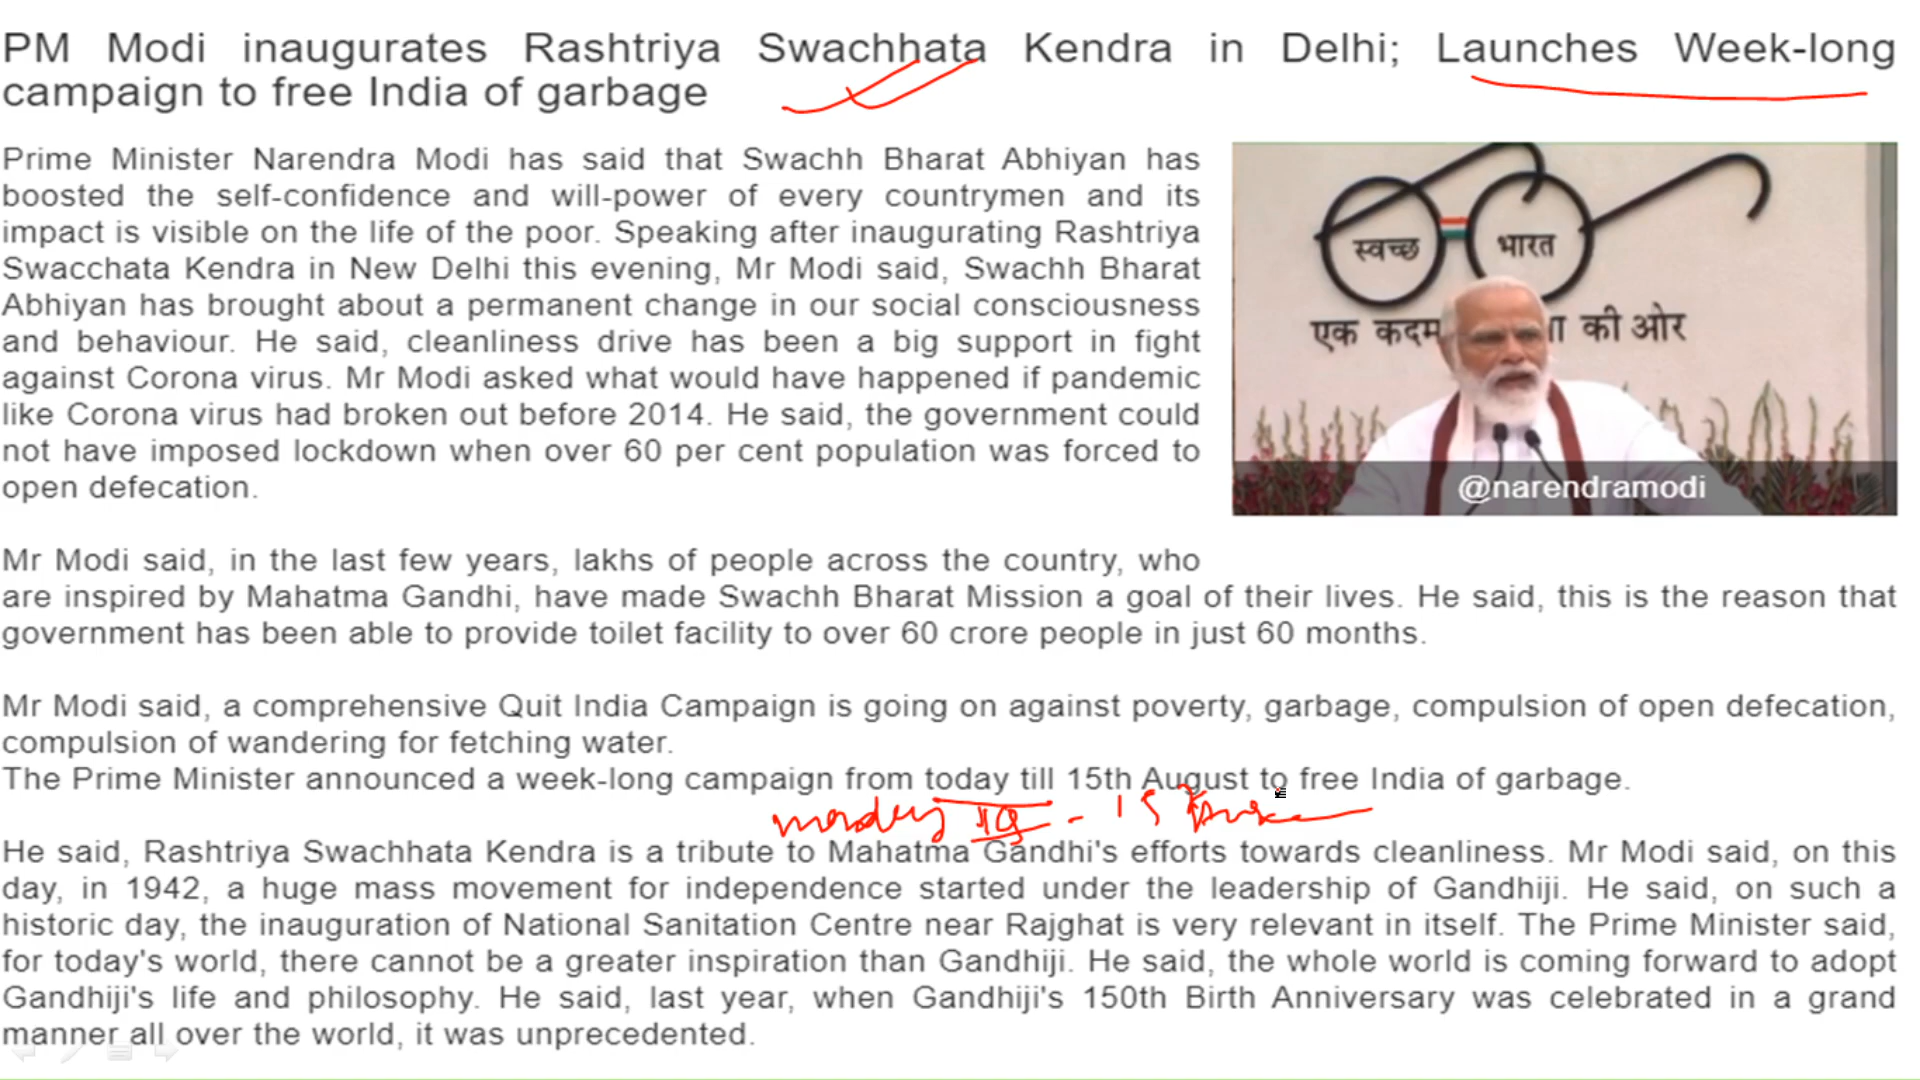 PM Modi inaugurates Rashtriya Swachhata Kendra in Delhi; Launches Week-long
campaign to free India of garbage
Prime Minister Narendra Modi has said that Swachh Bharat Abhiyan has
boosted the self-confidence and will-power of every countrymen and its
impact is visible on the life of the poor. Speaking after inaugurating Rashtriya
Swacchata Kendra in New Delhi this evening, Mr Modi said, Swachh Bharat
Abhiyan has brought about a permanent change in our social consciousness
and behaviour. He said, cleanliness drive has been a big support in fight
against Corona virus. Mr Modi asked what would have happened if pandemic
like Corona virus had broken out before 2014. He said, the government could
not have imposed lockdown when over 60 per cent population was forced to
open defecation.
स्वच्छ भारत
एक कदम की ओर
@narendramodi
Mr Modi said, in the last few years, lakhs of people across the country, who
are inspired by Mahatma Gandhi, have made Swachh Bharat Mission a goal of their lives. He said, this is the reason that
government has been able to provide toilet facility to over 60 crore people in just 60 months.
Mr Modi said, a comprehensive Quit India Campaign is going on against poverty, garbage, compulsion of open defecation,
compulsion of wandering for fetching water.
The Prime Minister announced a week-long campaign from today till 15th August to free India of garbage.
15
He said, Rashtriya Swachhata Kendra is a tribute to Mahatma Gandhi's efforts towards cleanliness. Mr Modi said, on this
day, in 1942, a huge mass movement for independence started under the leadership of Gandhiji. He said, on such a
historic day, the inauguration of National Sanitation Centre near Rajghat is very relevant in itself. The Prime Minister said,
for today's world, there cannot be a greater inspiration than Gandhiji. He said, the whole world is coming forward to adopt
Gandhiji's life and philosophy. He said, last year, when Gandhiji's 150th Birth Anniversary was celebrated in a grand
manner all over the world, it was unprecedented.